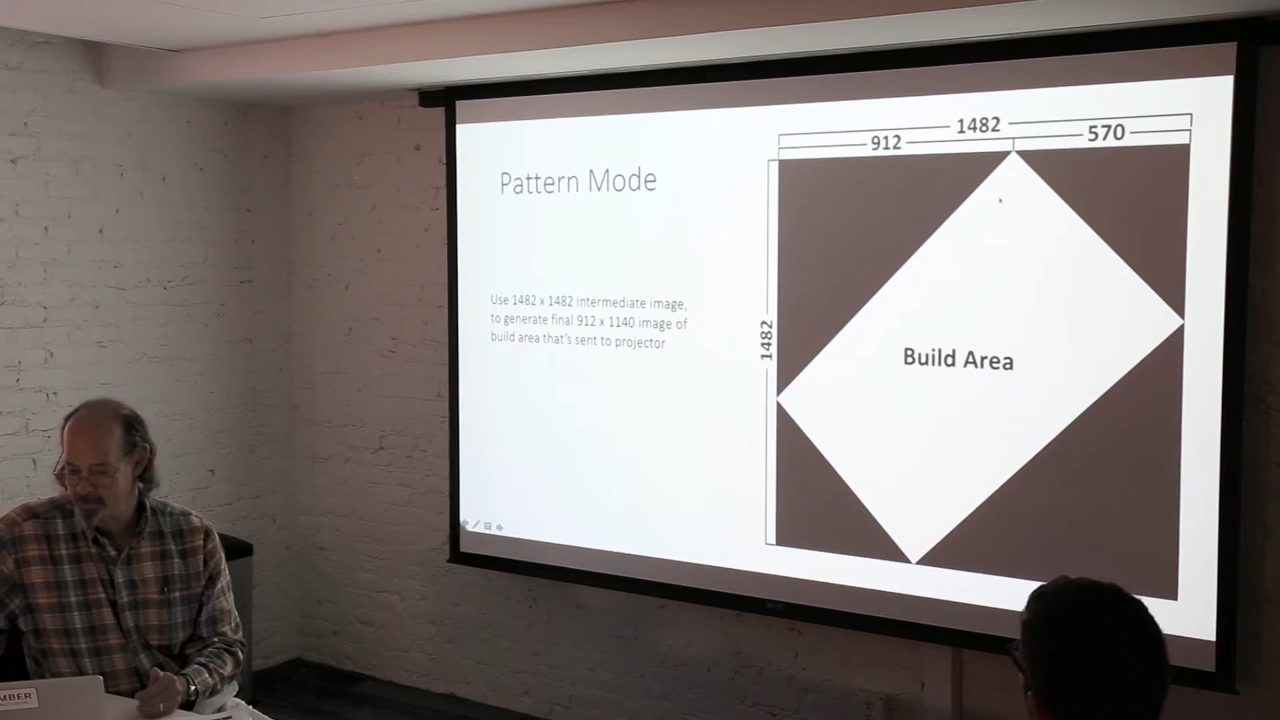 Pattern Mode
Use 1482 x 1482 intermediate image,
to generate final 912 x 1140 image of
build area that's sent to projector
1482
912
570
1482
Build Area
MBER